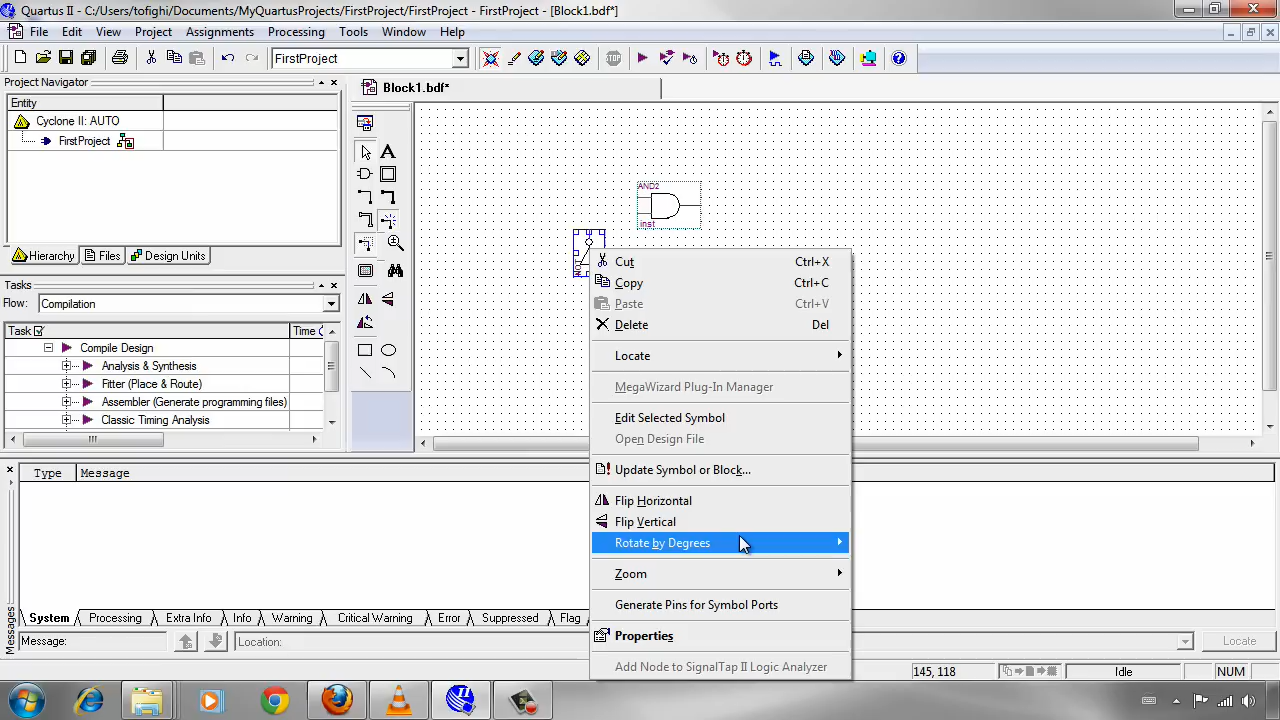 Quartus II - C:/Users/tofighi/Documents/MyQuartusProjects/FirstProject/FirstProject - FirstProject - [Block1.bdf*]
File Edit View Project Assignments Processing Tools Window Help
FirstProject
Project Navigator
Entity
Cyclone II: AUTO
FirstProject
Hierarchy Files Design Units
Tasks
Flow: Compilation
Task Time
Compile Design
Analysis & Synthesis
Fitter (Place & Route)
Assembler (Generate programming files)
Classic Timing Analysis
Block1.bdf*
A
AND2
inst
Cut Ctrl+X
Copy Ctrl+C
Paste Ctrl+V
Delete Del
Locate
MegaWizard Plug-In Manager
Edit Selected Symbol
Open Design File
Update Symbol or Block...
Flip Horizontal
Flip Vertical
Rotate by Degrees
Zoom
Generate Pins for Symbol Ports
Properties
Add Node to SignalTap II Logic Analyzer
Type Message
System Processing Extra Info Info Warning Critical Warning Error Suppressed Flag
Messages
Message: Location: Locate
145, 118 Idle NUM